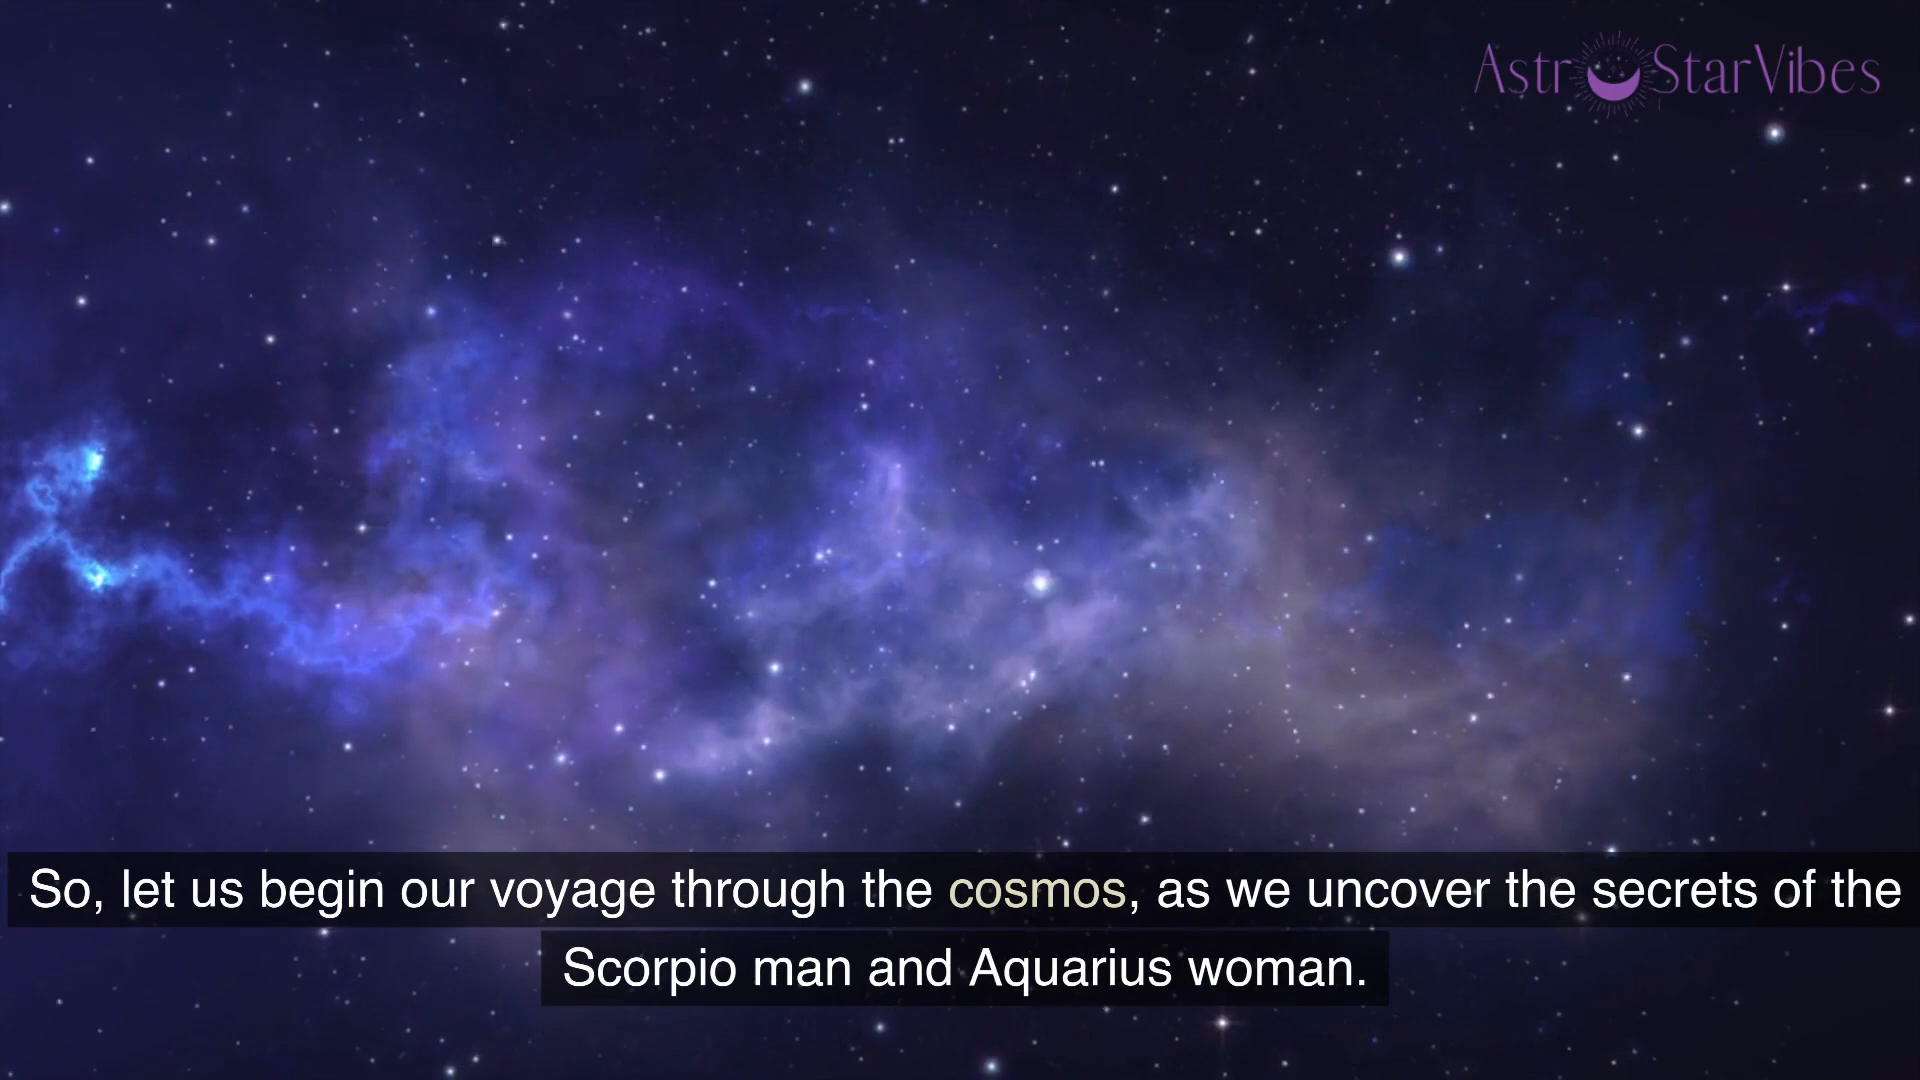 AstroStarVibes
So, let us begin our voyage through the cosmos, as we uncover the secrets of the
Scorpio man and Aquarius woman.